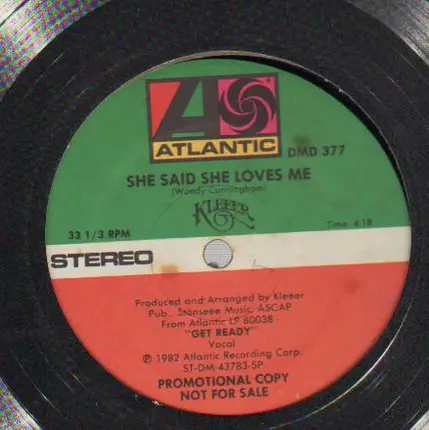 ATLANTIC
DMD 377
SHE SAID SHE LOVES ME
(Woody Cunningham)
KLEEER
33 1/3 RPM
Time: 4:18
STEREO
Produced and Arranged by Kleeer
Pub., Stonseee Music, ASCAP
From Atlantic LP 80038
"GET READY"
Vocal
℗ 1982 Atlantic Recording Corp.
ST-DM-43783-SP
PROMOTIONAL COPY
NOT FOR SALE